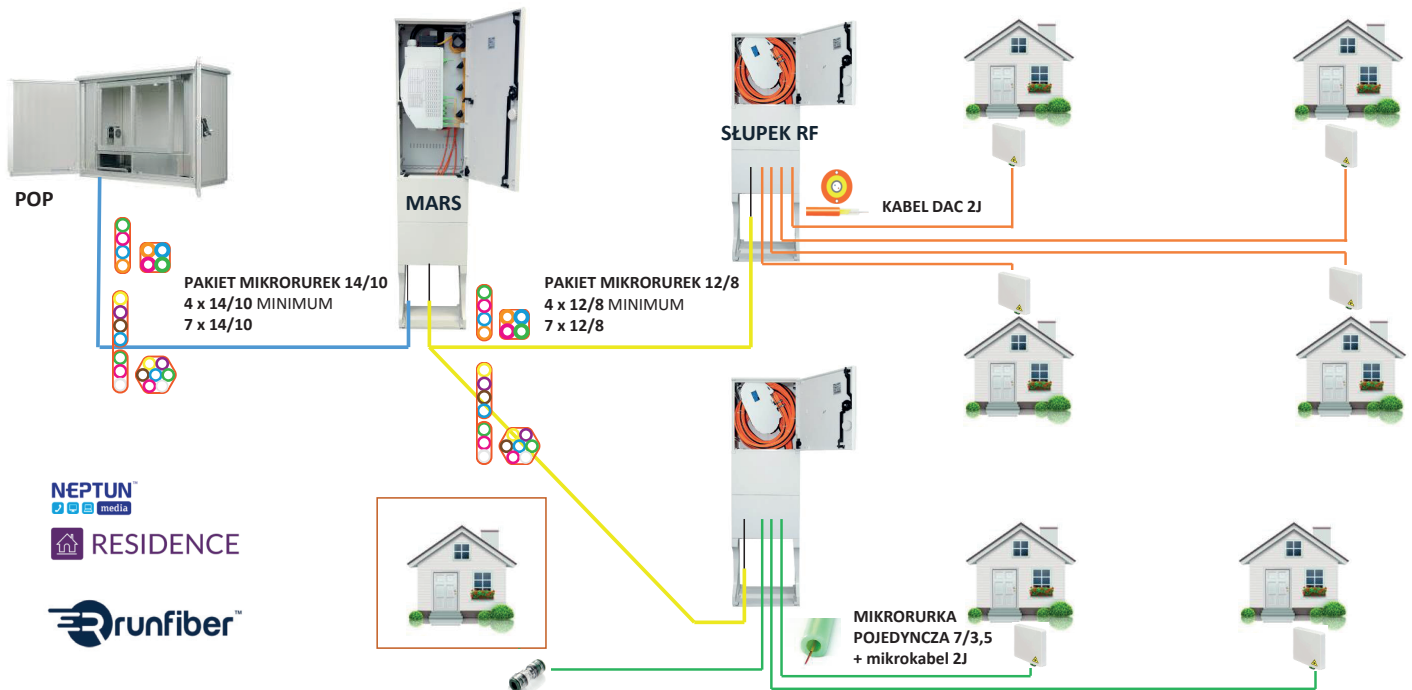 SŁUPEK RF
POP
MARS
KABEL DAC 2J
PAKIET MIKRORUREK 14/10
4 x 14/10 MINIMUM
7 x 14/10
PAKIET MIKRORUREK 12/8
4 x 12/8 MINIMUM
7 x 12/8
NEPTUN™
media
RESIDENCE
runfiber™
MIKRORURKA
POJEDYNCZA 7/3,5
+ mikrokabel 2J